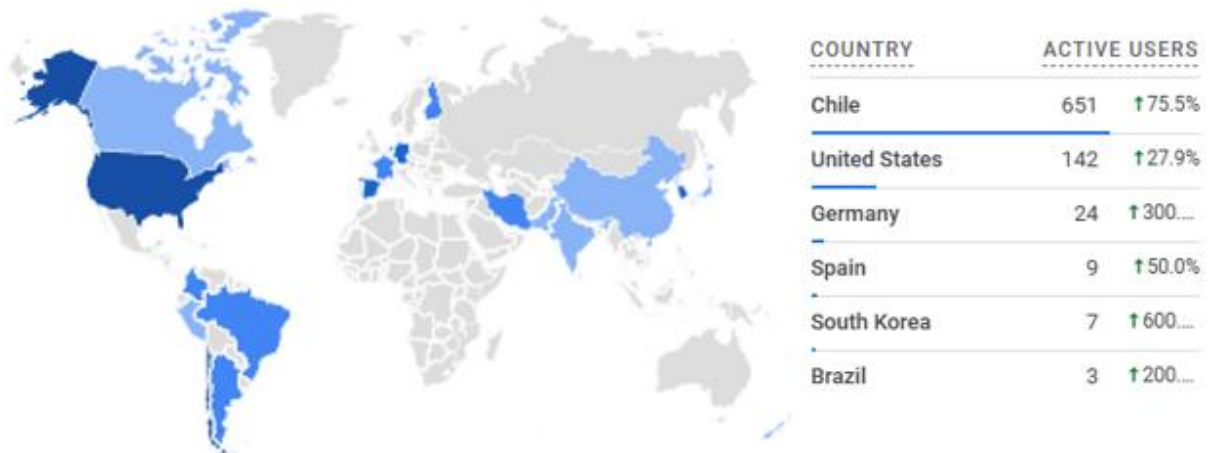 COUNTRY ACTIVE USERS
Chile 651 ↑75.5%
United States 142 ↑27.9%
Germany 24 ↑300....
Spain 9 ↑50.0%
South Korea 7 ↑600....
Brazil 3 ↑200....